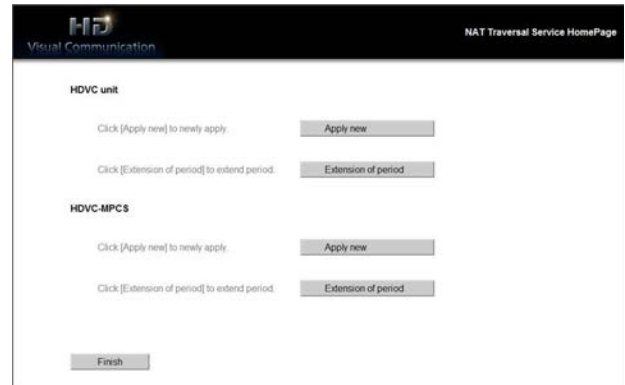 HD
Visual Communication
NAT Traversal Service HomePage
HDVC unit
Click [Apply new] to newly apply.
Apply new
Click [Extension of period] to extend period.
Extension of period
HDVC-MPCS
Click [Apply new] to newly apply.
Apply new
Click [Extension of period] to extend period.
Extension of period
Finish